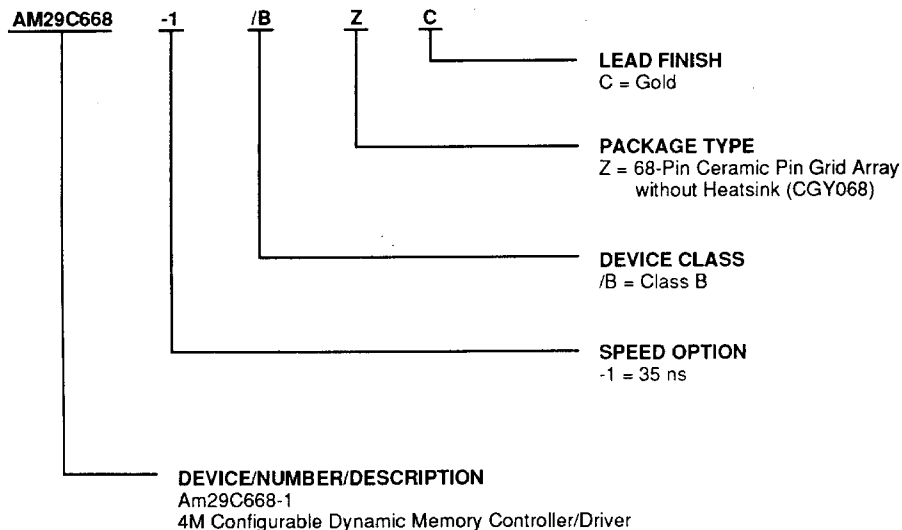 AM29C668 -1 /B Z C
LEAD FINISH
C = Gold
PACKAGE TYPE
Z = 68-Pin Ceramic Pin Grid Array
without Heatsink (CGY068)
DEVICE CLASS
/B = Class B
SPEED OPTION
-1 = 35 ns
DEVICE/NUMBER/DESCRIPTION
Am29C668-1
4M Configurable Dynamic Memory Controller/Driver